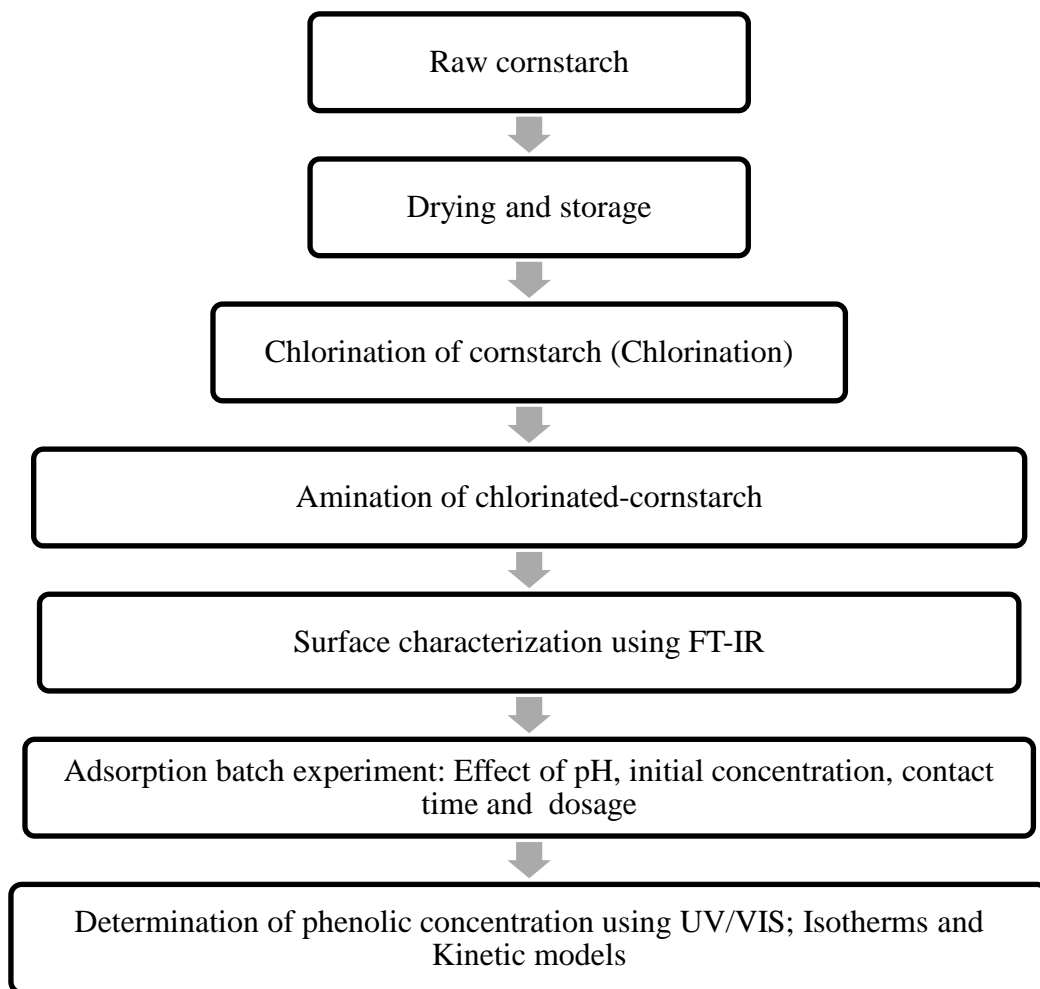 Raw cornstarch
Drying and storage
Chlorination of cornstarch (Chlorination)
Amination of chlorinated-cornstarch
Surface characterization using FT-IR
Adsorption batch experiment: Effect of pH, initial concentration, contact
time and  dosage
Determination of phenolic concentration using UV/VIS; Isotherms and
Kinetic models